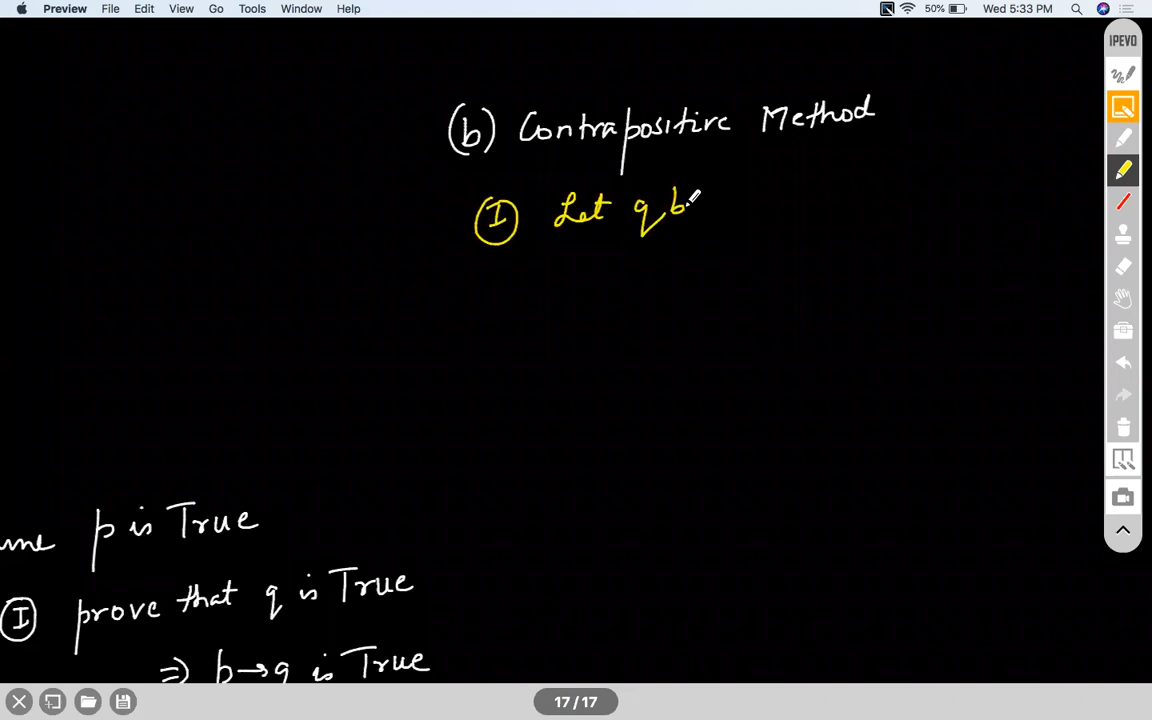 Preview File Edit View Go Tools Window Help 50% Wed 5:33 PM
IPEVO
(b) Contrapositive Method
I Let q b
p is True
I prove that q is True
⇒ p→q is True
17/17